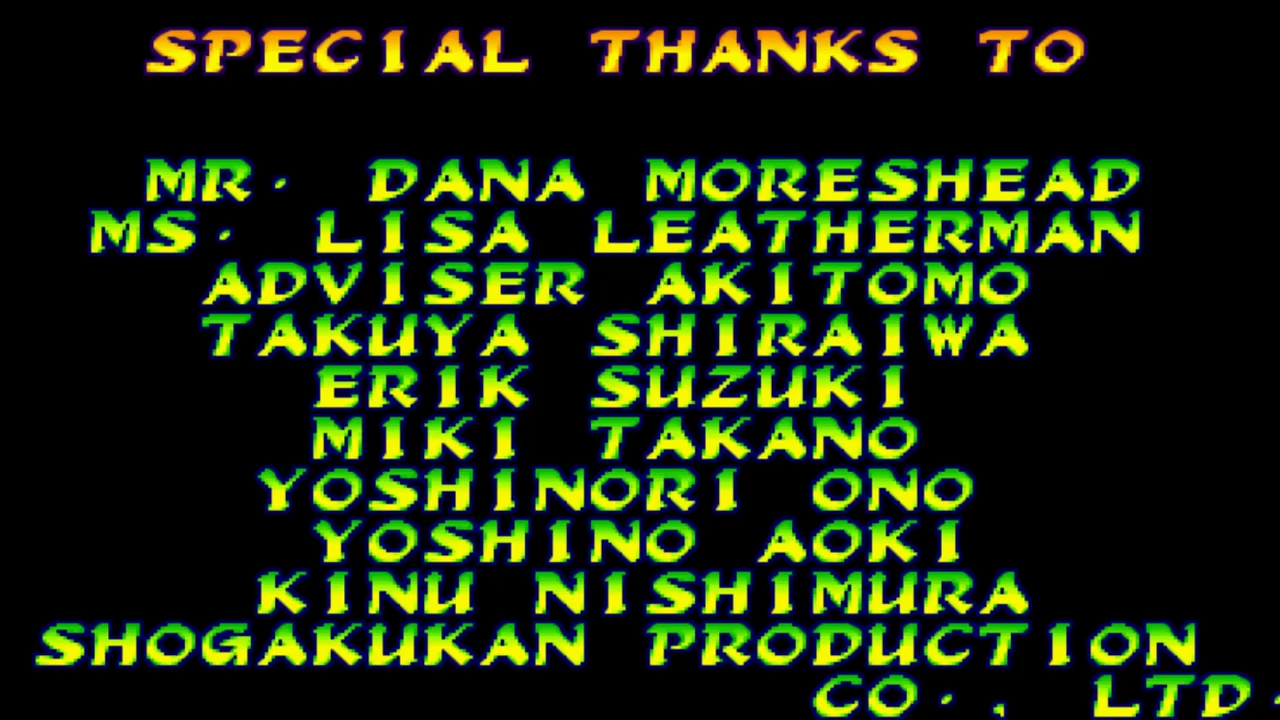 SPECIAL THANKS TO
MR. DANA MORESHEAD
MS. LISA LEATHERMAN
ADVISER AKITOMO
TAKUYA SHIRAIWA
ERIK SUZUKI
MIKI TAKANO
YOSHINORI ONO
YOSHINO AOKI
KINU NISHIMURA
SHOGAKUKAN PRODUCTION
CO., LTD.